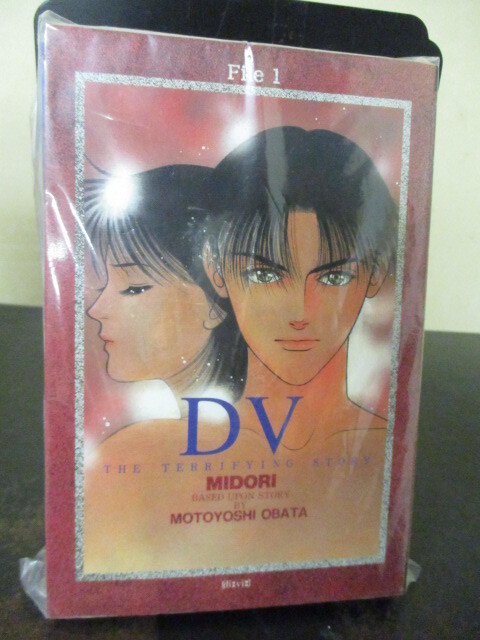 File 1
DV
THE TERRIFYING STORY
MIDORI
BASED UPON STORY
BY
MOTOYOSHI OBATA